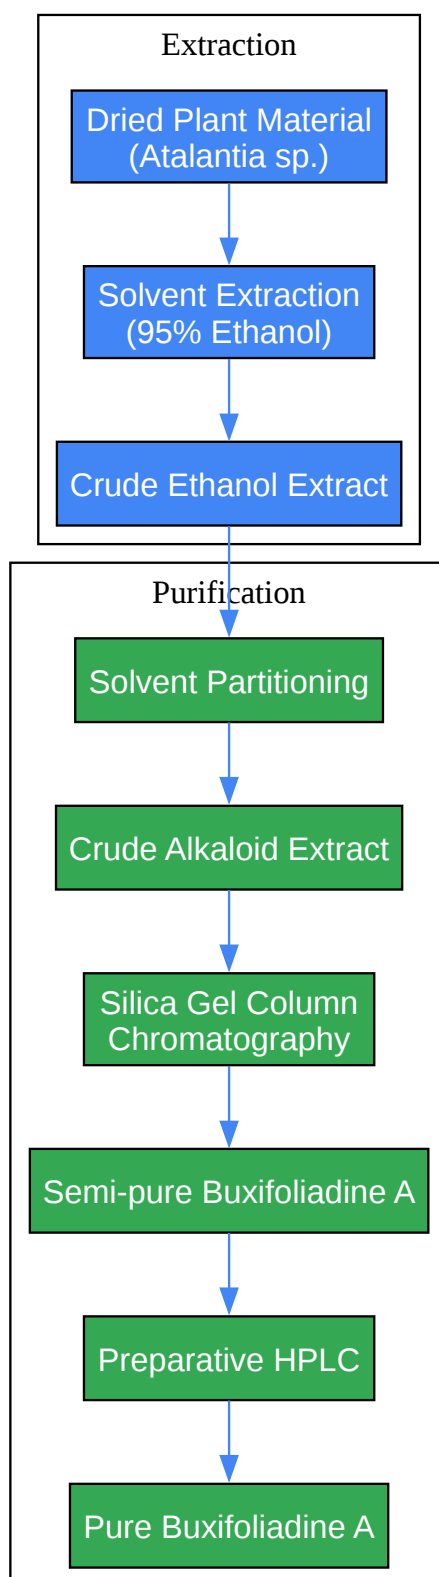 Extraction
Dried Plant Material
(Atalantia sp.)
Solvent Extraction
(95% Ethanol)
Crude Ethanol Extract
Purification
Solvent Partitioning
Crude Alkaloid Extract
Silica Gel Column
Chromatography
Semi-pure Buxifoliadine A
Preparative HPLC
Pure Buxifoliadine A